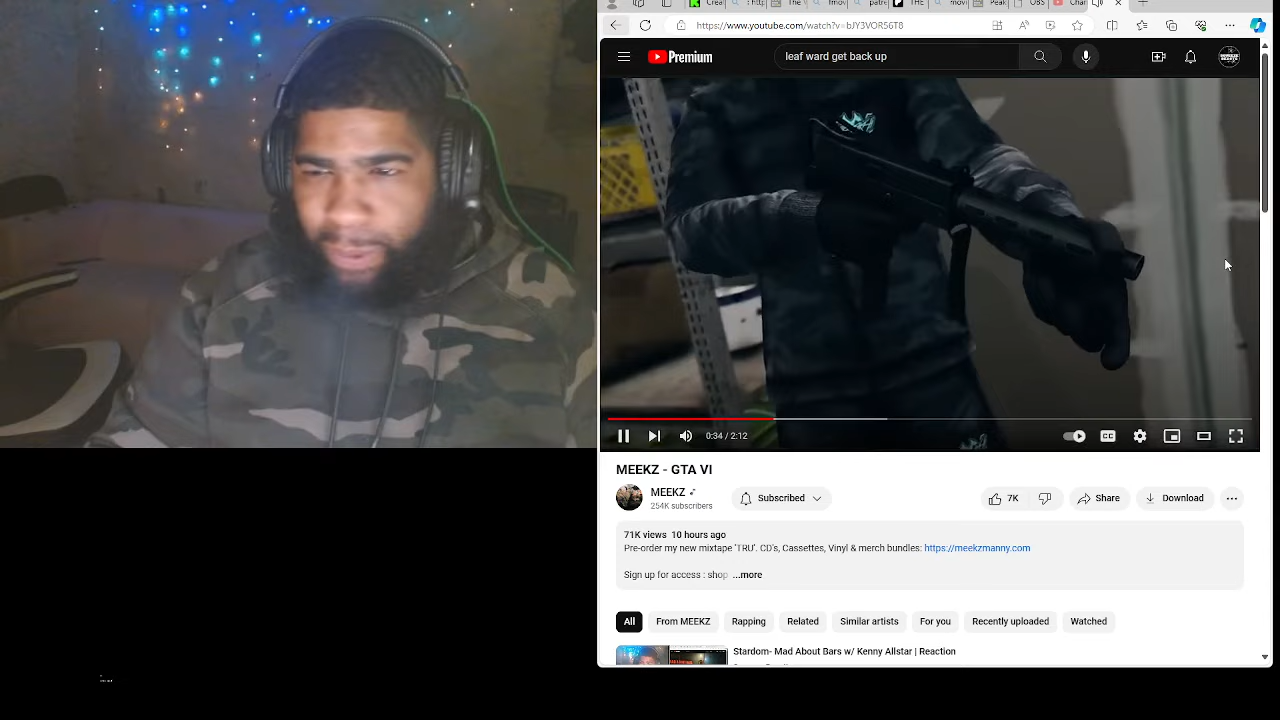 https://www.youtube.com/watch?v=bJY3VOR56T8
Premium
leaf ward get back up
0:34 / 2:12
CC
MEEKZ - GTA VI
MEEKZ
254K subscribers
Subscribed
7K
Share
Download
71K views 10 hours ago
Pre-order my new mixtape 'TRU'. CD's, Cassettes, Vinyl & merch bundles: https://meekzmanny.com
Sign up for access : shop ...more
All
From MEEKZ
Rapping
Related
Similar artists
For you
Recently uploaded
Watched
Stardom- Mad About Bars w/ Kenny Allstar | Reaction